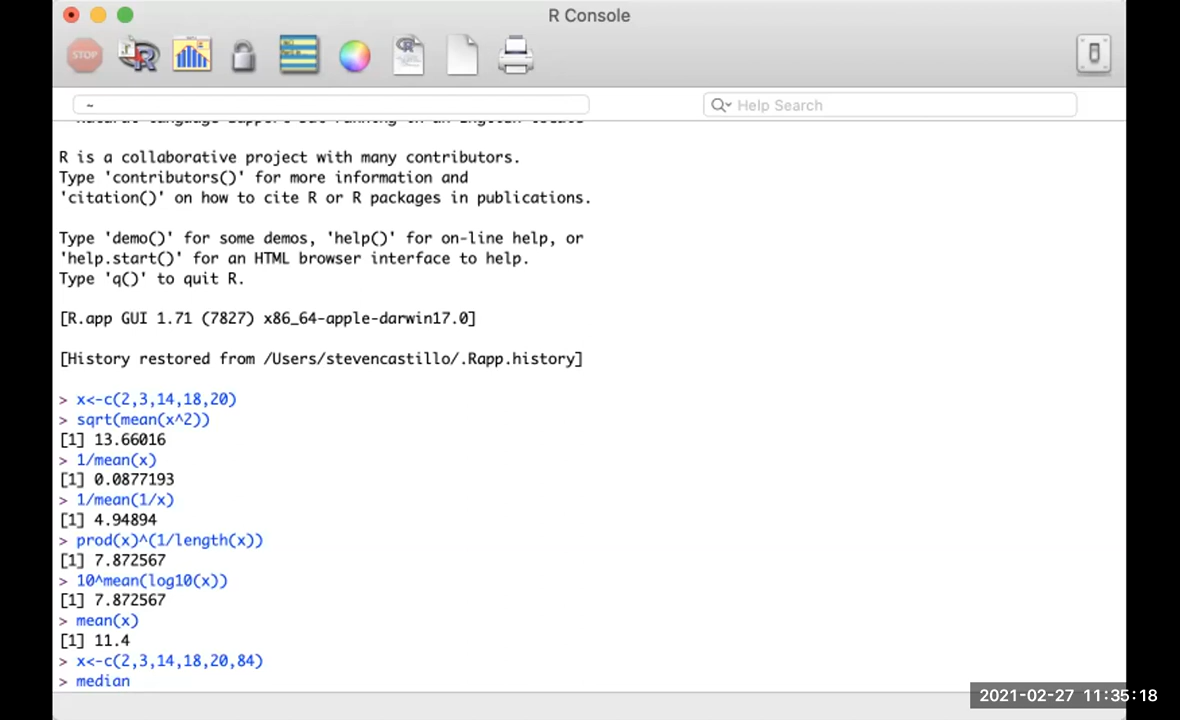 R Console
STOP
~
Help Search
R is a collaborative project with many contributors.
Type 'contributors()' for more information and
'citation()' on how to cite R or R packages in publications.
Type 'demo()' for some demos, 'help()' for on-line help, or
'help.start()' for an HTML browser interface to help.
Type 'q()' to quit R.
[R.app GUI 1.71 (7827) x86_64-apple-darwin17.0]
[History restored from /Users/stevencastillo/.Rapp.history]
> x<-c(2,3,14,18,20)
> sqrt(mean(x^2))
[1] 13.66016
> 1/mean(x)
[1] 0.0877193
> 1/mean(1/x)
[1] 4.94894
> prod(x)^(1/length(x))
[1] 7.872567
> 10^mean(log10(x))
[1] 7.872567
> mean(x)
[1] 11.4
> x<-c(2,3,14,18,20,84)
> median
2021-02-27 11:35:18